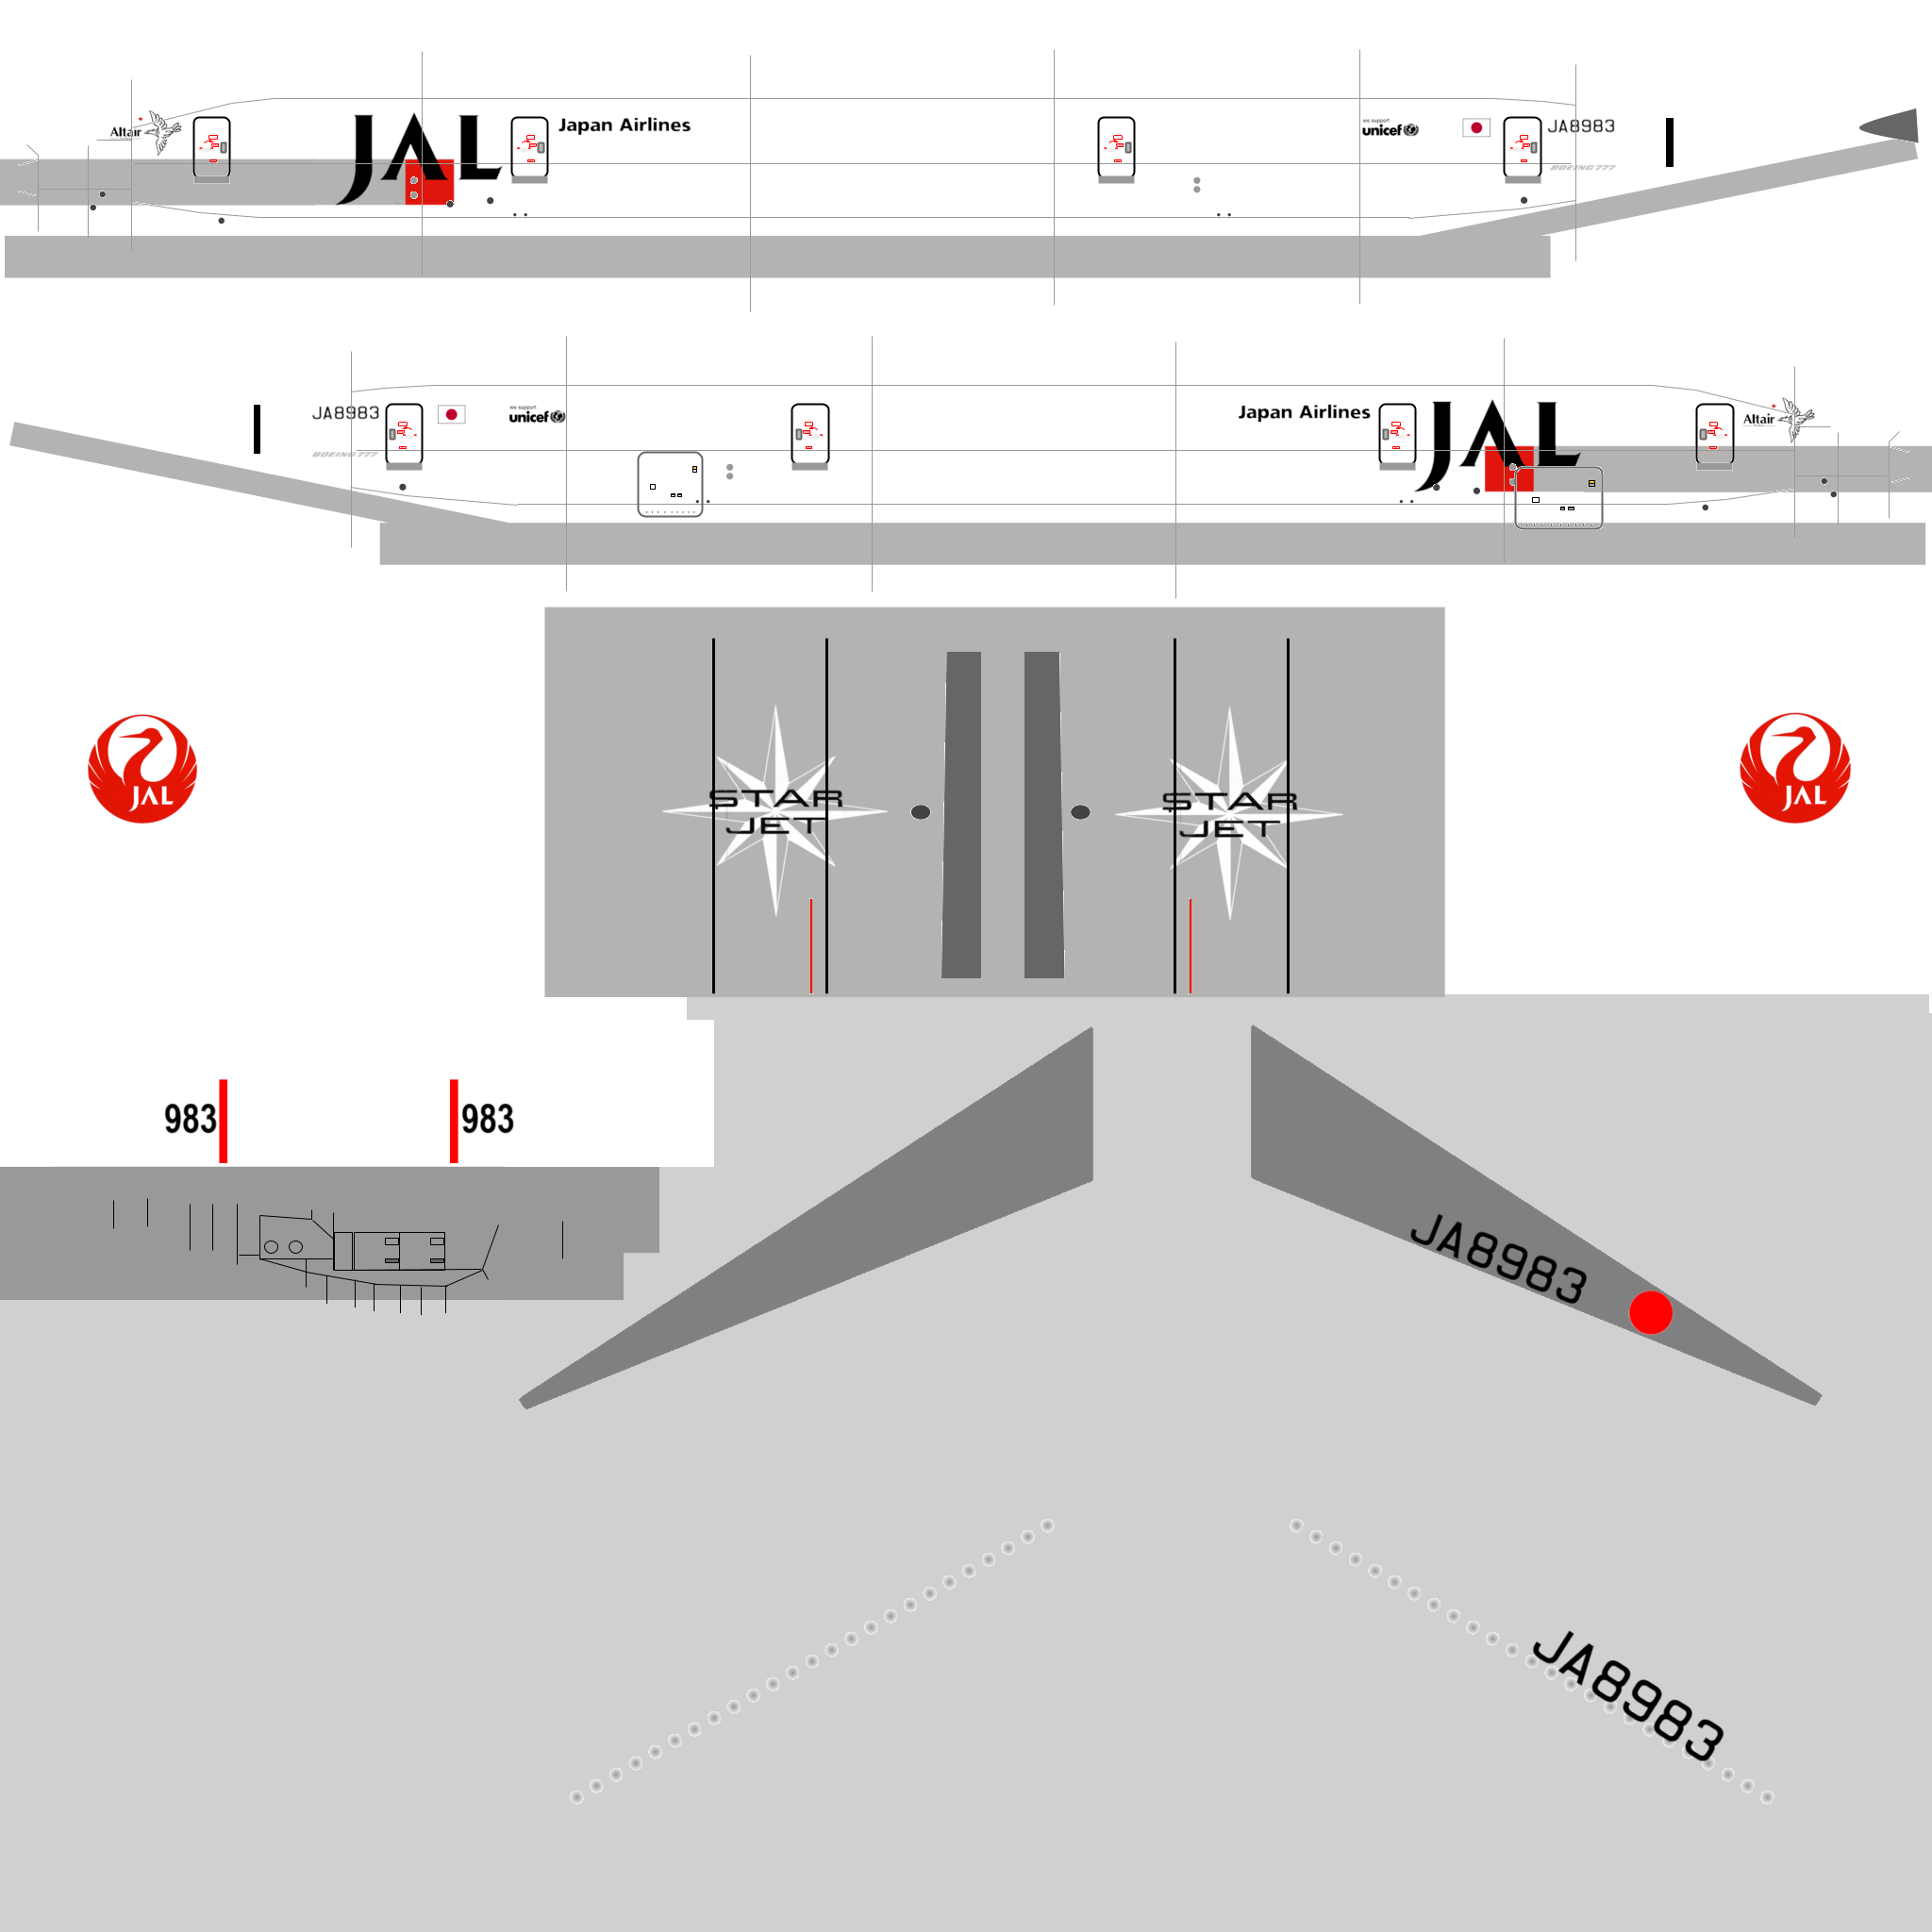 Altair
JAL
Japan Airlines
we support
unicef
JA8983
BOEING 777
JA8983
BOEING 777
we support
unicef
Japan Airlines
JAL
Altair
STAR
JET
STAR
JET
JAL
JAL
983
983
JA8983
JA8983